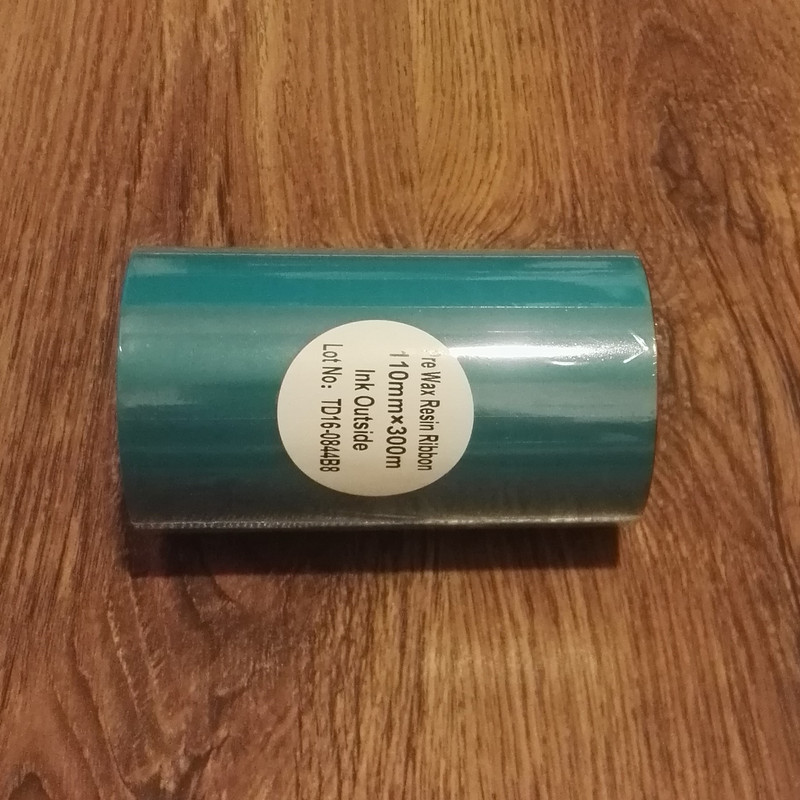 Wax Resin Ribbon
110mm×300m
Ink Outside
Lot No: TD16-0844B8